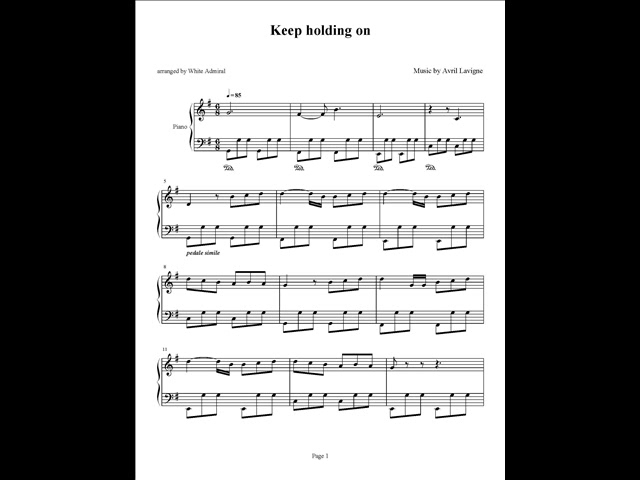 Keep holding on
arranged by White Admiral
Music by Avril Lavigne
♩ = 85
Piano
5
pedale simile
8
11
Page 1